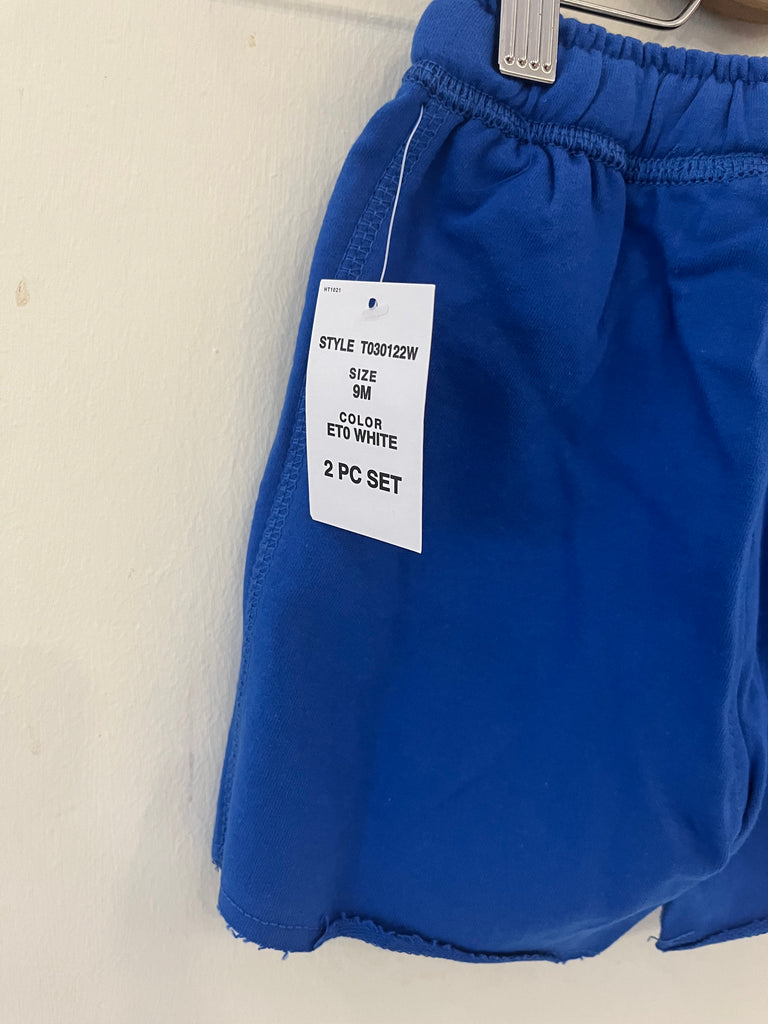 HT1021
STYLE T030122W
SIZE
9M
COLOR
ET0 WHITE
2 PC SET